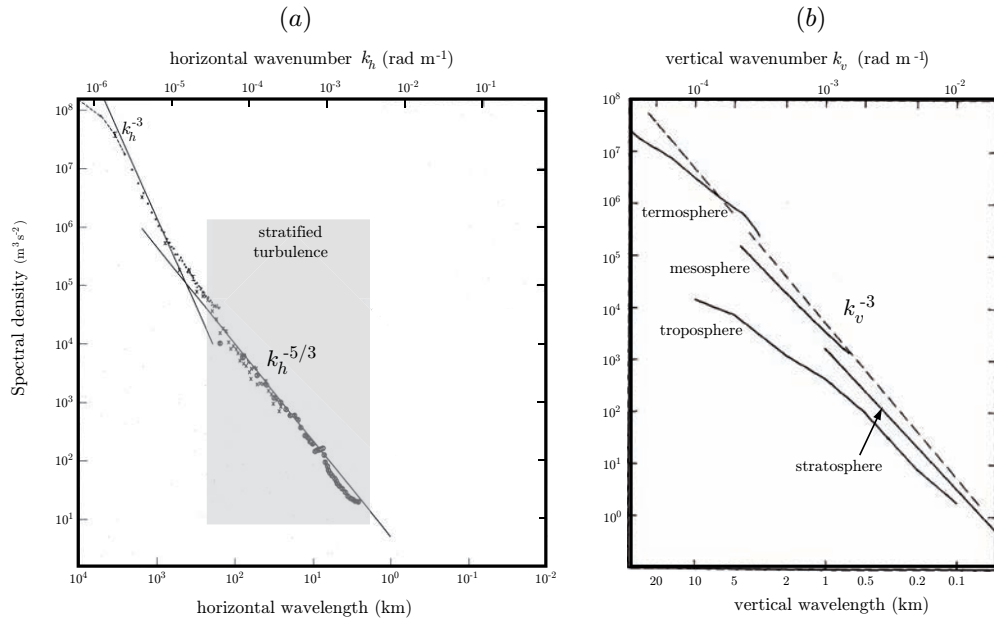 (a)
horizontal wavenumber k_h (rad m⁻¹)
10⁻⁶ 10⁻⁵ 10⁻⁴ 10⁻³ 10⁻² 10⁻¹ 10⁰
10⁸
10⁷
10⁶
10⁵
10⁴
10³
10²
10¹
Spectral density (m³s⁻²)
k_h⁻³
stratified
turbulence
k_h⁻⁵/³
10⁴ 10³ 10² 10¹ 10⁰ 10⁻¹ 10⁻²
horizontal wavelength (km)
(b)
vertical wavenumber k_v (rad m⁻¹)
10⁻⁴ 10⁻³ 10⁻²
10⁸
10⁷
10⁶
10⁵
10⁴
10³
10²
10¹
10⁰
termosphere
mesosphere
k_v⁻³
troposphere
stratosphere
20 10 5 2 1 0.5 0.2 0.1
vertical wavelength (km)